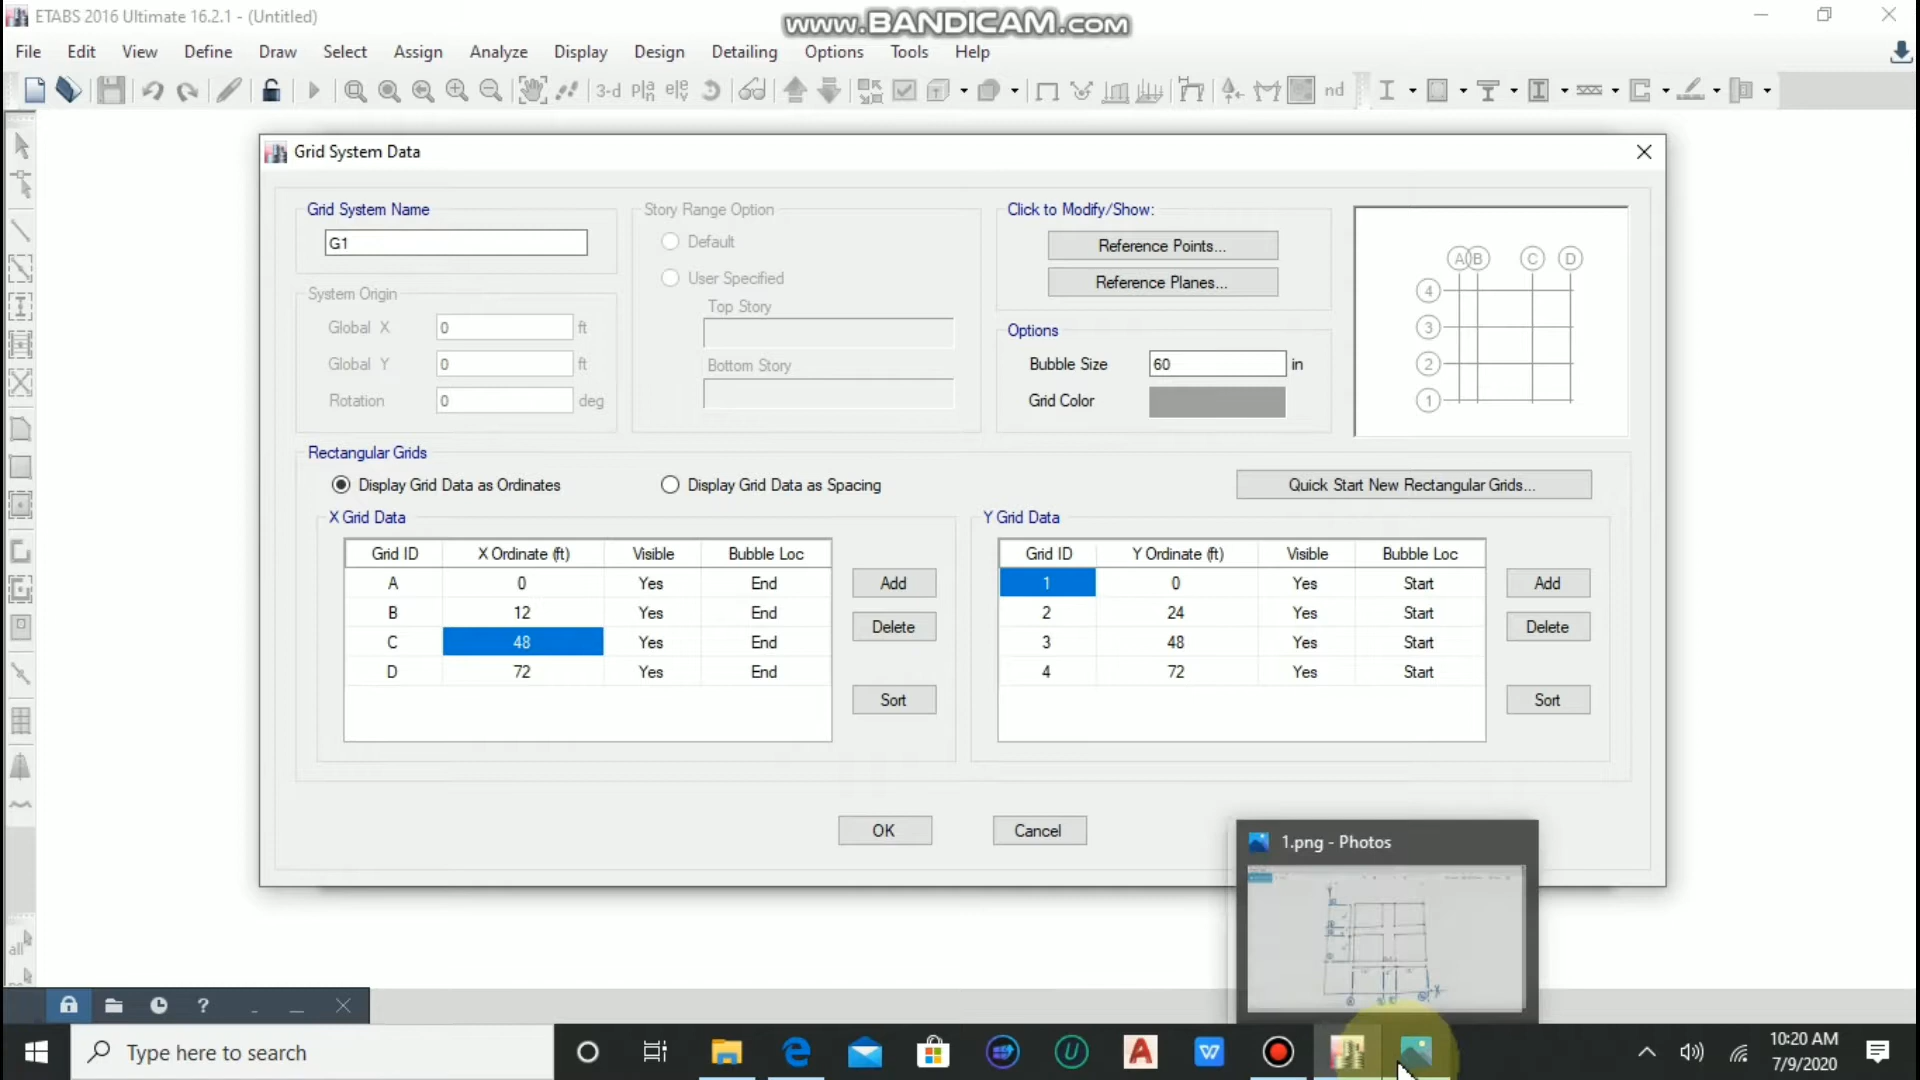 ETABS 2016 Ultimate 16.2.1 - (Untitled)
www.BANDICAM.com
File Edit View Define Draw Select Assign Analyze Display Design Detailing Options Tools Help
3-d
nd
Grid System Data
Grid System Name
G1
System Origin
Global X 0 ft
Global Y 0 ft
Rotation 0 deg
Story Range Option
Default
User Specified
Top Story
Bottom Story
Click to Modify/Show:
Reference Points...
Reference Planes...
Options
Bubble Size 60 in
Grid Color
A B C D
4
3
2
1
Rectangular Grids
Display Grid Data as Ordinates
Display Grid Data as Spacing
Quick Start New Rectangular Grids...
X Grid Data
Grid ID X Ordinate (ft) Visible Bubble Loc
A 0 Yes End
B 12 Yes End
C 48 Yes End
D 72 Yes End
Add
Delete
Sort
Y Grid Data
Grid ID Y Ordinate (ft) Visible Bubble Loc
1 0 Yes Start
2 24 Yes Start
3 48 Yes Start
4 72 Yes Start
Add
Delete
Sort
OK
Cancel
all
1.png - Photos
Type here to search
10:20 AM
7/9/2020